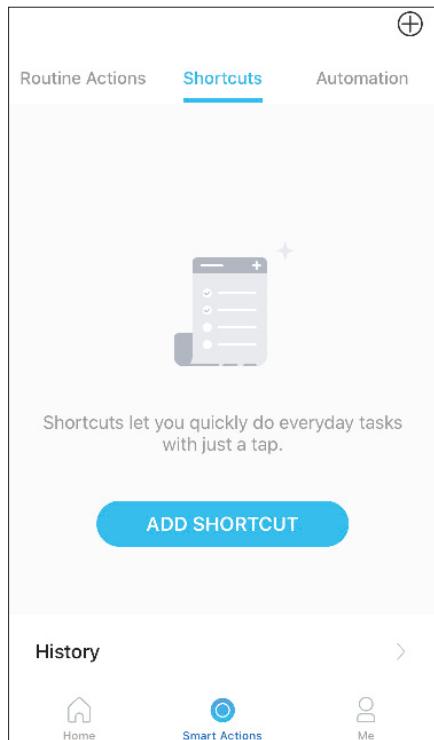 Routine Actions Shortcuts Automation
Shortcuts let you quickly do everyday tasks
with just a tap.
ADD SHORTCUT
History
Home Smart Actions Me